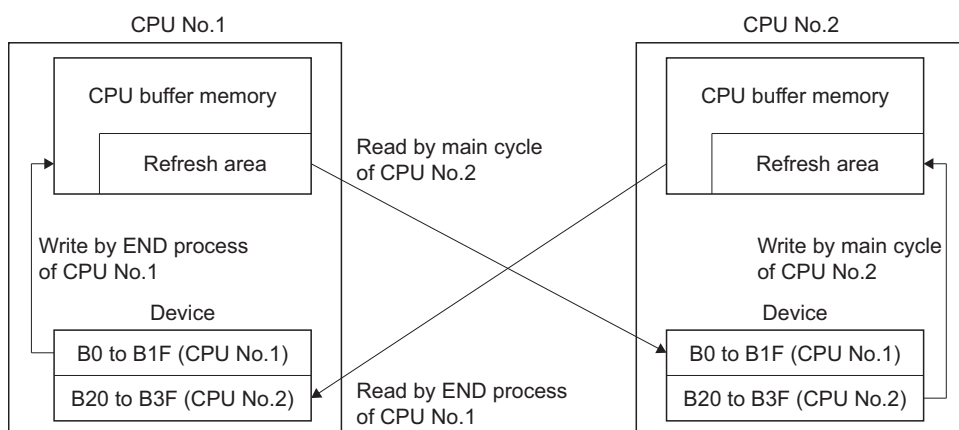 CPU No.1
CPU No.2
CPU buffer memory
Refresh area
CPU buffer memory
Refresh area
Read by main cycle
of CPU No.2
Write by END process
of CPU No.1
Write by main cycle
of CPU No.2
Device
B0 to B1F (CPU No.1)
B20 to B3F (CPU No.2)
Read by END process
of CPU No.1
Device
B0 to B1F (CPU No.1)
B20 to B3F (CPU No.2)